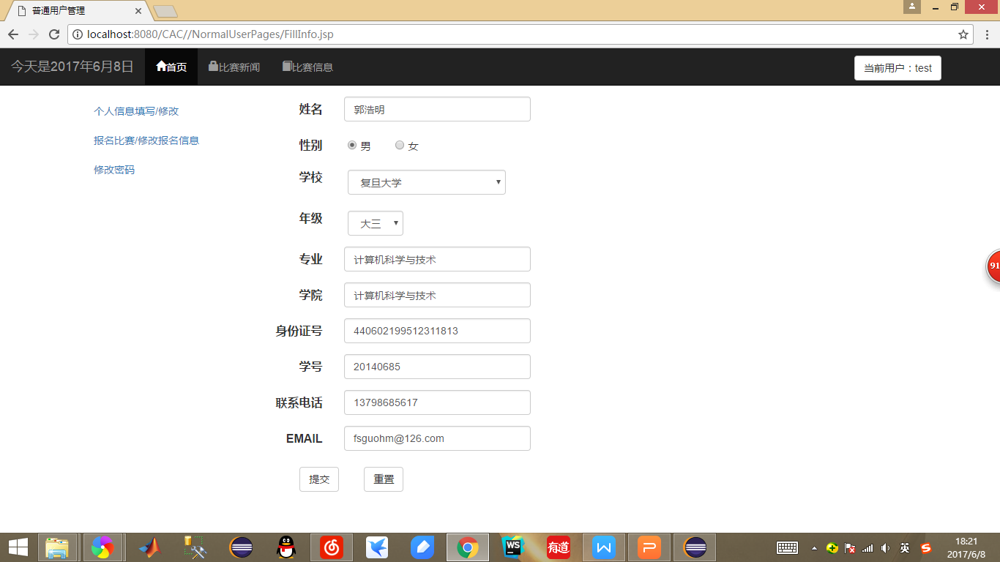 普通用户管理
localhost:8080/CAC//NormalUserPages/FillInfo.jsp
今天是2017年6月8日 首页 比赛新闻 比赛信息 当前用户：test
个人信息填写/修改
报名比赛/修改报名信息
修改密码
姓名 郭浩明
性别 男 女
学校 复旦大学
年级 大三
专业 计算机科学与技术
学院 计算机科学与技术
身份证号 440602199512311813
学号 20140685
联系电话 13798685617
EMAIL fsguohm@126.com
提交 重置
91
WS 有道 W P 英 S
18:21
2017/6/8